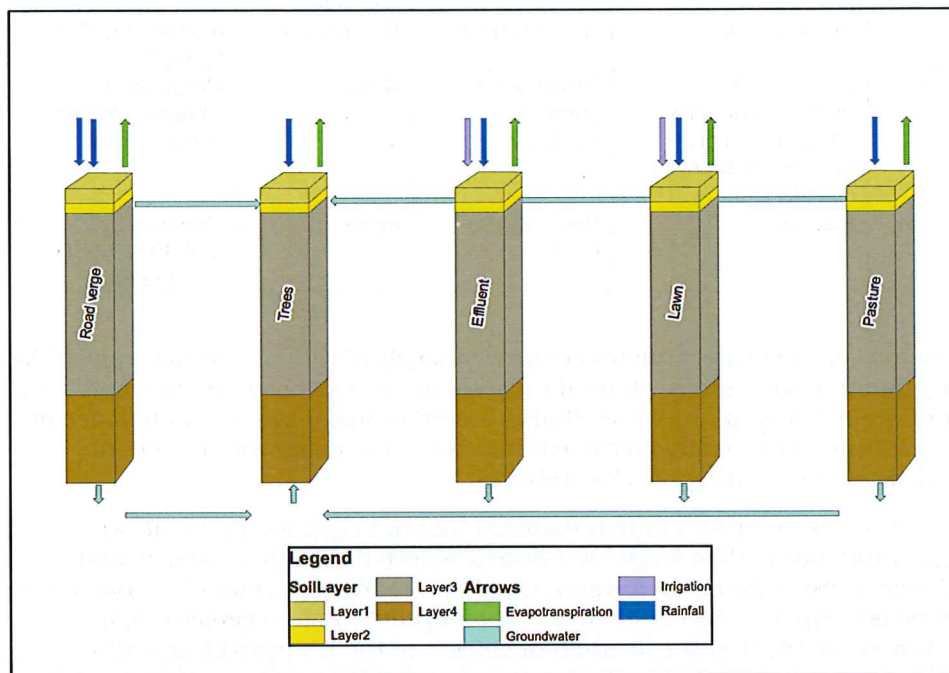 Road verge
Trees
Effluent
Lawn
Pasture
Legend
SoilLayer
Layer1
Layer2
Layer3
Layer4
Arrows
Evapotranspiration
Groundwater
Irrigation
Rainfall